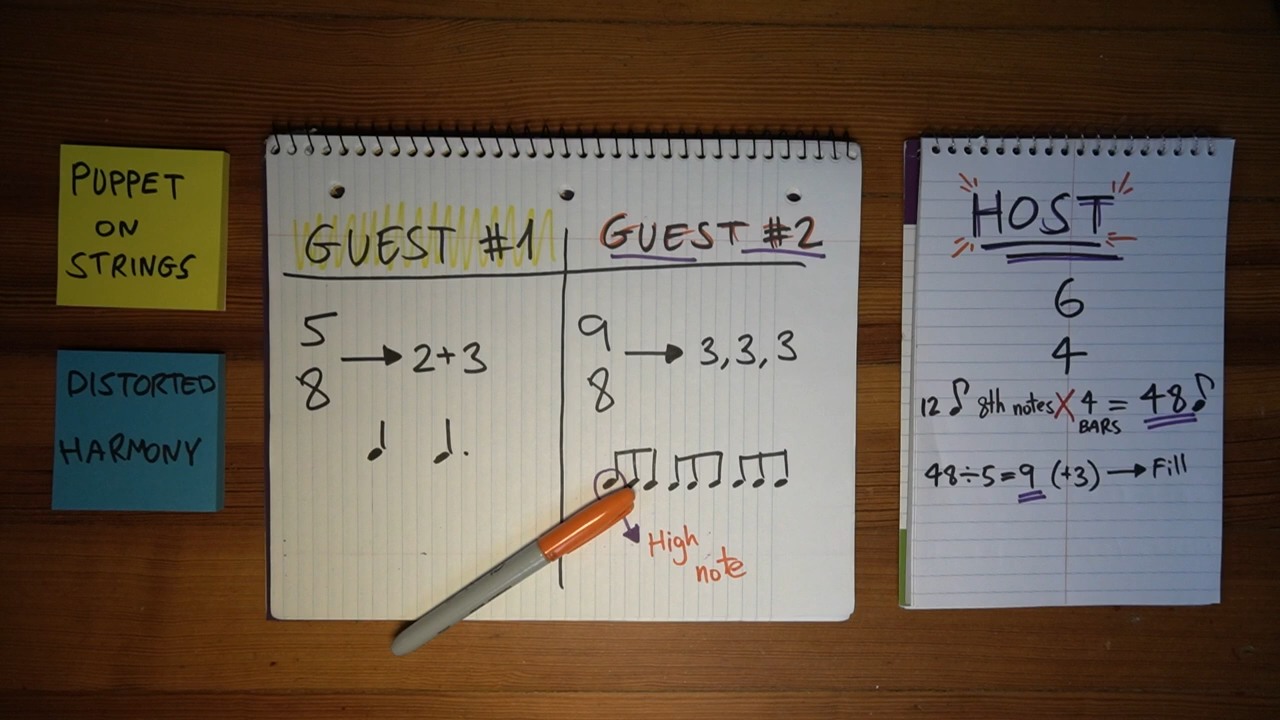 PUPPET
ON
STRINGS
DISTORTED
HARMONY
GUEST #1
5
8
→ 2+3
GUEST #2
9
8
→ 3, 3, 3
High
note
HOST
6
4
12 ♪ 8th notes X 4 = 48 ♪
BARS
48÷5=9 (+3) → Fill